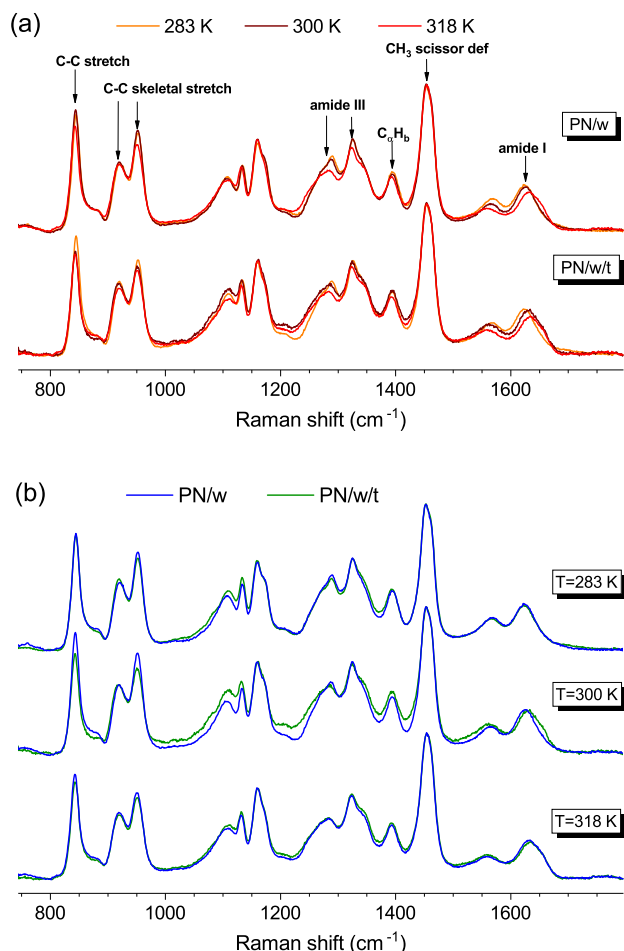 (a)
283 K 300 K 318 K
C-C stretch
C-C skeletal stretch
amide III
CH₃ scissor def
CαHb
amide I
PN/w
PN/w/t
800 1000 1200 1400 1600
Raman shift (cm⁻¹)
(b)
PN/w PN/w/t
T=283 K
T=300 K
T=318 K
800 1000 1200 1400 1600
Raman shift (cm⁻¹)